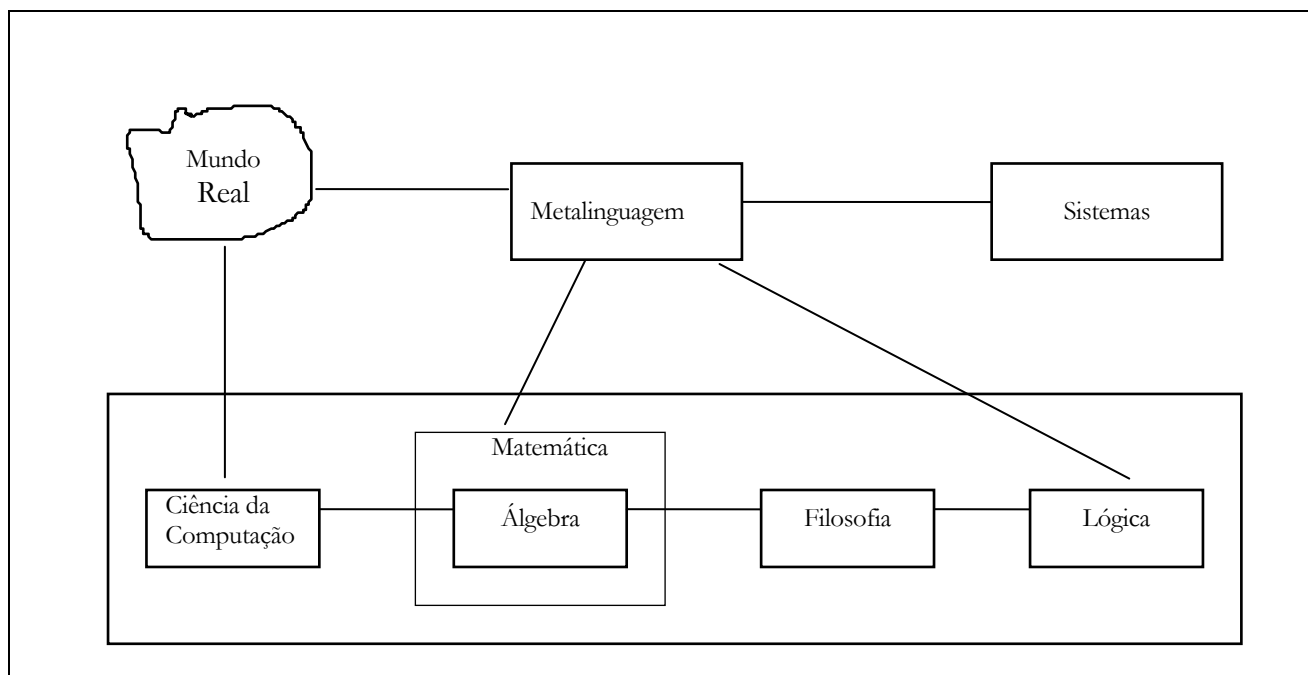 Mundo
Real
Metalinguagem
Sistemas
Matemática
Ciência da
Computação
Álgebra
Filosofia
Lógica